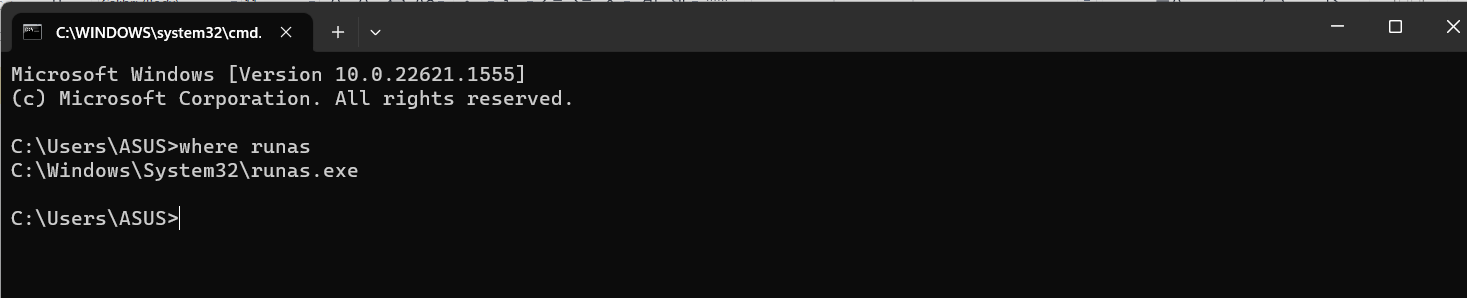 C:\WINDOWS\system32\cmd.
Microsoft Windows [Version 10.0.22621.1555]
(c) Microsoft Corporation. All rights reserved.
C:\Users\ASUS>where runas
C:\Windows\System32\runas.exe
C:\Users\ASUS>